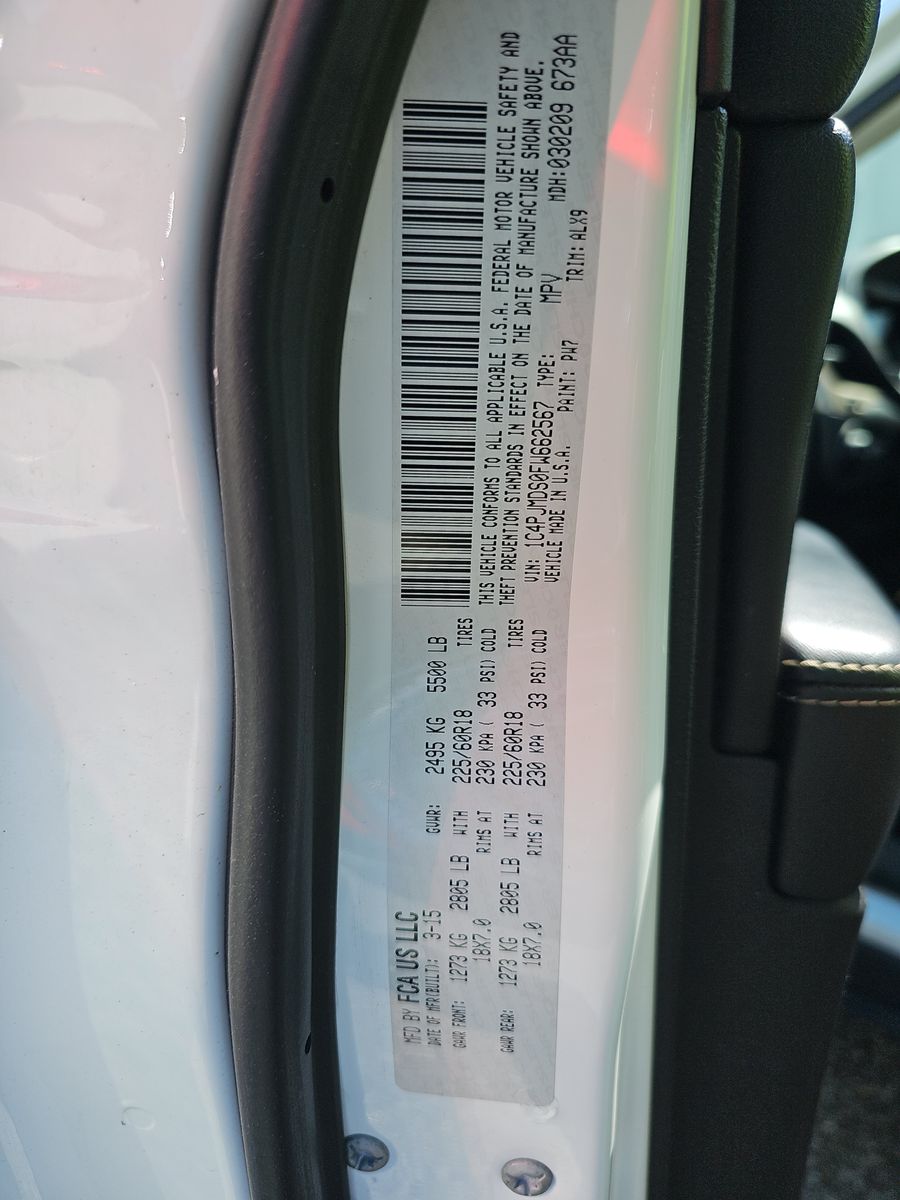 MFD BY FCA US LLC
DATE OF MFR(BUILT): 3-15 GVWR: 2495 KG 5500 LB
GAWR FRONT: 1273 KG 2805 LB WITH 225/60R18 TIRES
18X7.0 RIMS AT 230 KPA ( 33 PSI) COLD
GAWR REAR: 1273 KG 2805 LB WITH 225/60R18 TIRES
18X7.0 RIMS AT 230 KPA ( 33 PSI) COLD
THIS VEHICLE CONFORMS TO ALL APPLICABLE U.S.A. FEDERAL MOTOR VEHICLE SAFETY AND
THEFT PREVENTION STANDARDS IN EFFECT ON THE DATE OF MANUFACTURE SHOWN ABOVE.
VIN: 1C4PJMDS0FW662567 TYPE: MPV MDH:030209 673AA
VEHICLE MADE IN U.S.A. PAINT: PW7 TRIM: ALX9